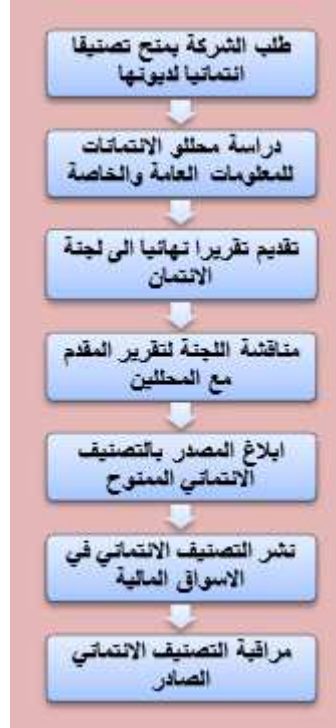 طلب الشركة بمنح تصنيفا
ائتمانيا لديونها
دراسة محللو الائتمانات
للمعلومات العامة والخاصة
تقديم تقريرا نهائيا الى لجنة
الائتمان
مناقشة اللجنة لتقرير المقدم
مع المحللين
ابلاغ المصدر بالتصنيف
الائتماني الممنوح
نشر التصنيف الائتماني في
الاسواق المالية
مراقبة التصنيف الائتماني
الصادر